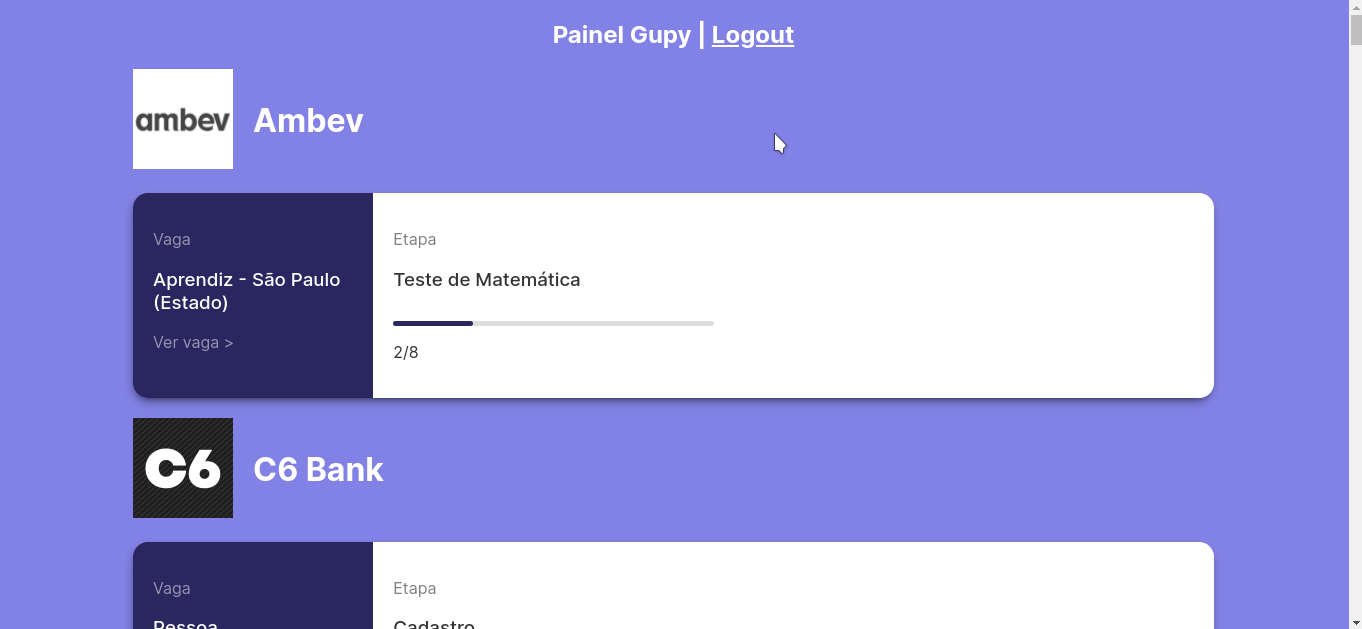 Painel Gupy | Logout
ambev
Ambev
Vaga
Aprendiz - São Paulo
(Estado)
Ver vaga >
Etapa
Teste de Matemática
2/8
C6
C6 Bank
Vaga
Pessoa
Etapa
Cadastro